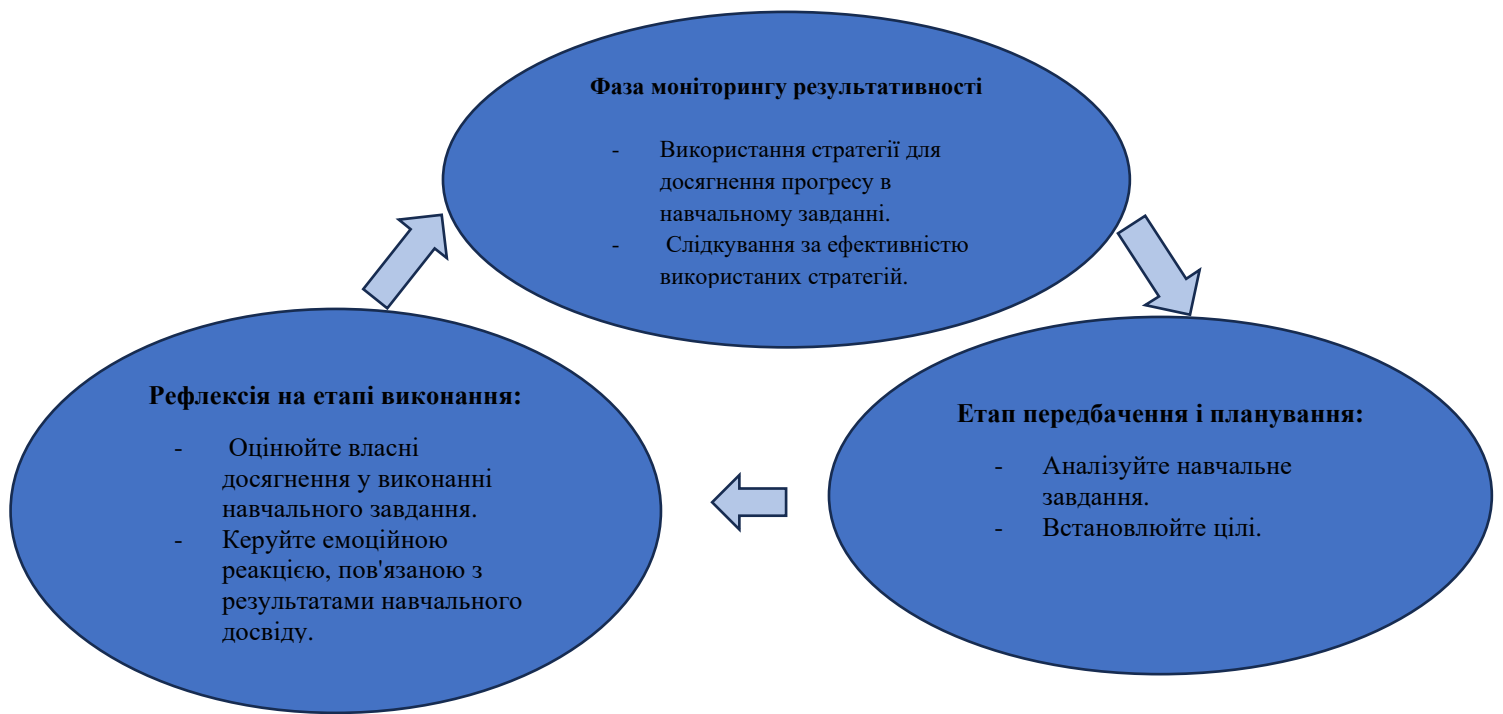 Фаза моніторингу результативності
- Використання стратегії для
досягнення прогресу в
навчальному завданні.
- Слідкування за ефективністю
використаних стратегій.
Рефлексія на етапі виконання:
- Оцінюйте власні
досягнення у виконанні
навчального завдання.
- Керуйте емоційною
реакцією, пов'язаною з
результатами навчального
досвіду.
Етап передбачення і планування:
- Аналізуйте навчальне
завдання.
- Встановлюйте цілі.